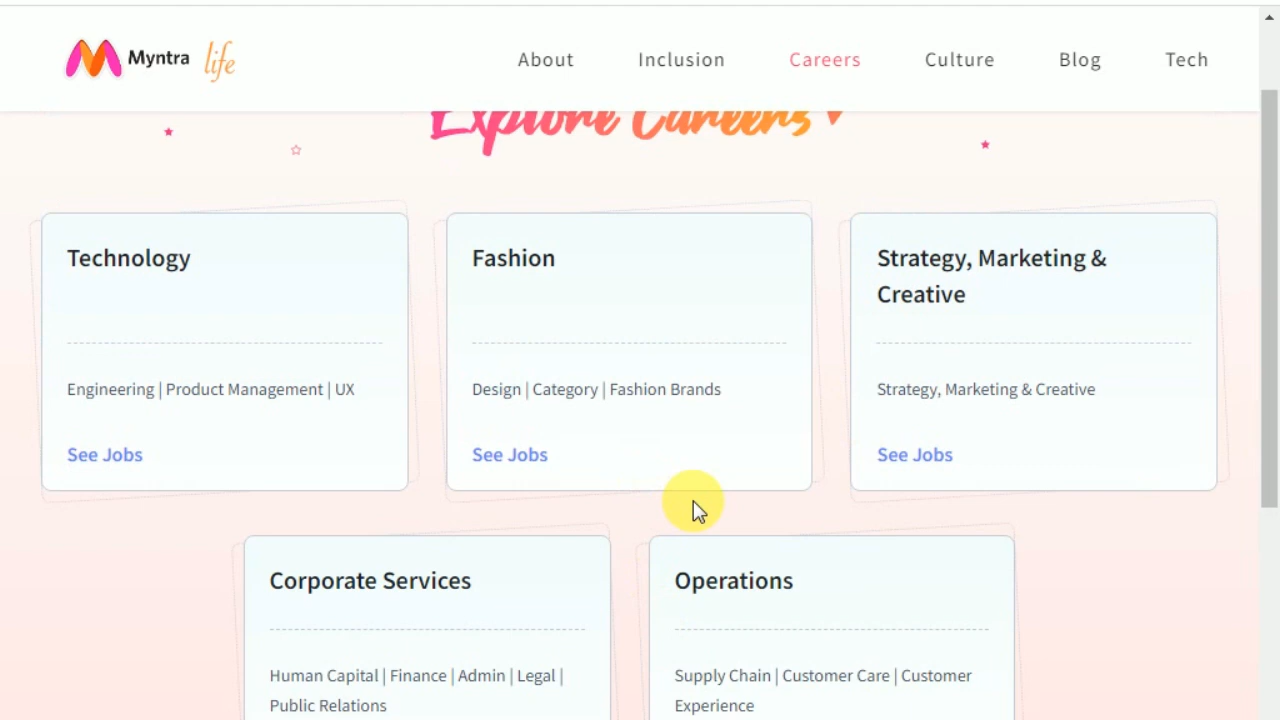 Myntra life
About
Inclusion
Careers
Culture
Blog
Tech
Explore Careers
Technology
Engineering | Product Management | UX
See Jobs
Fashion
Design | Category | Fashion Brands
See Jobs
Strategy, Marketing &
Creative
Strategy, Marketing & Creative
See Jobs
Corporate Services
Human Capital | Finance | Admin | Legal |
Public Relations
Operations
Supply Chain | Customer Care | Customer
Experience